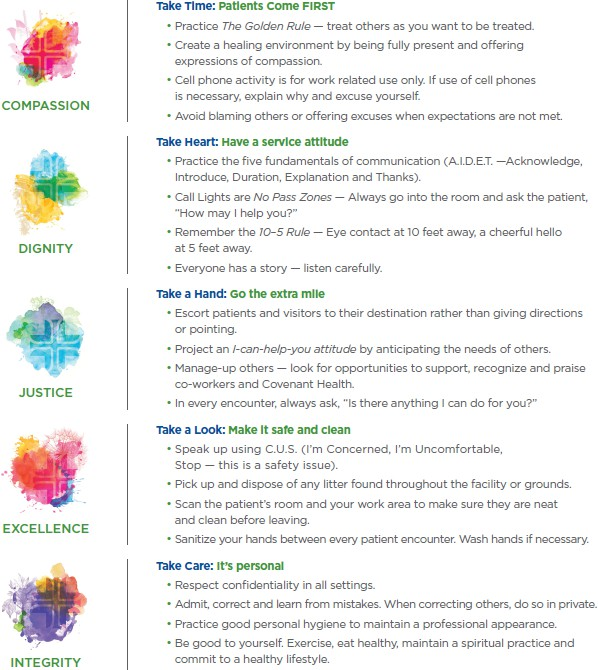 Take Time: Patients Come FIRST
• Practice The Golden Rule — treat others as you want to be treated.
• Create a healing environment by being fully present and offering
expressions of compassion.
• Cell phone activity is for work related use only. If use of cell phones
is necessary, explain why and excuse yourself.
• Avoid blaming others or offering excuses when expectations are not met.
COMPASSION
Take Heart: Have a service attitude
• Practice the five fundamentals of communication (A.I.D.E.T. —Acknowledge,
Introduce, Duration, Explanation and Thanks).
• Call Lights are No Pass Zones — Always go into the room and ask the patient,
“How may I help you?”
• Remember the 10–5 Rule — Eye contact at 10 feet away, a cheerful hello
at 5 feet away.
• Everyone has a story — listen carefully.
DIGNITY
Take a Hand: Go the extra mile
• Escort patients and visitors to their destination rather than giving directions
or pointing.
• Project an I-can-help-you attitude by anticipating the needs of others.
• Manage-up others — look for opportunities to support, recognize and praise
co-workers and Covenant Health.
• In every encounter, always ask, “Is there anything I can do for you?”
JUSTICE
Take a Look: Make it safe and clean
• Speak up using C.U.S. (I’m Concerned, I’m Uncomfortable,
Stop — this is a safety issue).
• Pick up and dispose of any litter found throughout the facility or grounds.
• Scan the patient’s room and your work area to make sure they are neat
and clean before leaving.
• Sanitize your hands between every patient encounter. Wash hands if necessary.
EXCELLENCE
Take Care: It’s personal
• Respect confidentiality in all settings.
• Admit, correct and learn from mistakes. When correcting others, do so in private.
• Practice good personal hygiene to maintain a professional appearance.
• Be good to yourself. Exercise, eat healthy, maintain a spiritual practice and
commit to a healthy lifestyle.
INTEGRITY